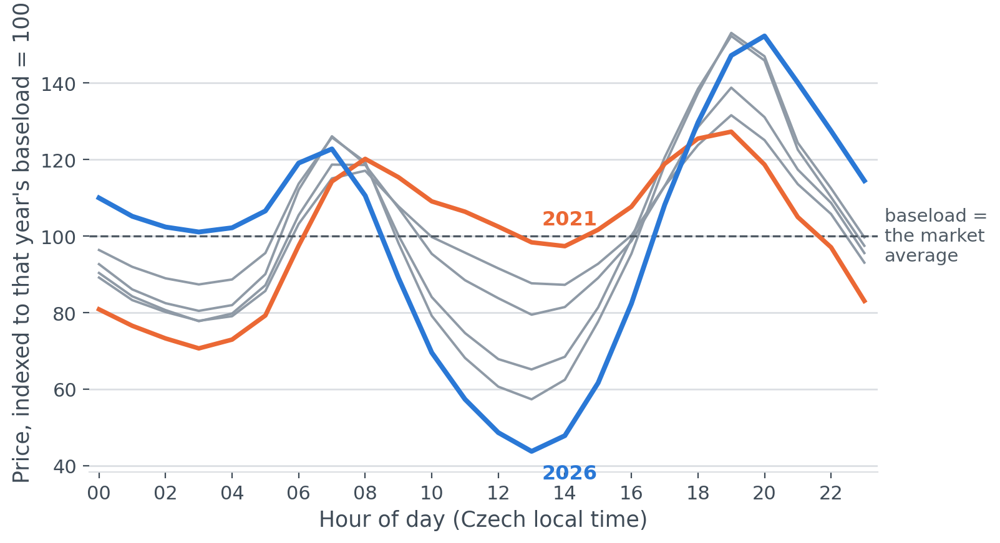 Price, indexed to that year's baseload = 100
140
120
100
80
60
40
2021
2026
baseload =
the market
average
00 02 04 06 08 10 12 14 16 18 20 22
Hour of day (Czech local time)